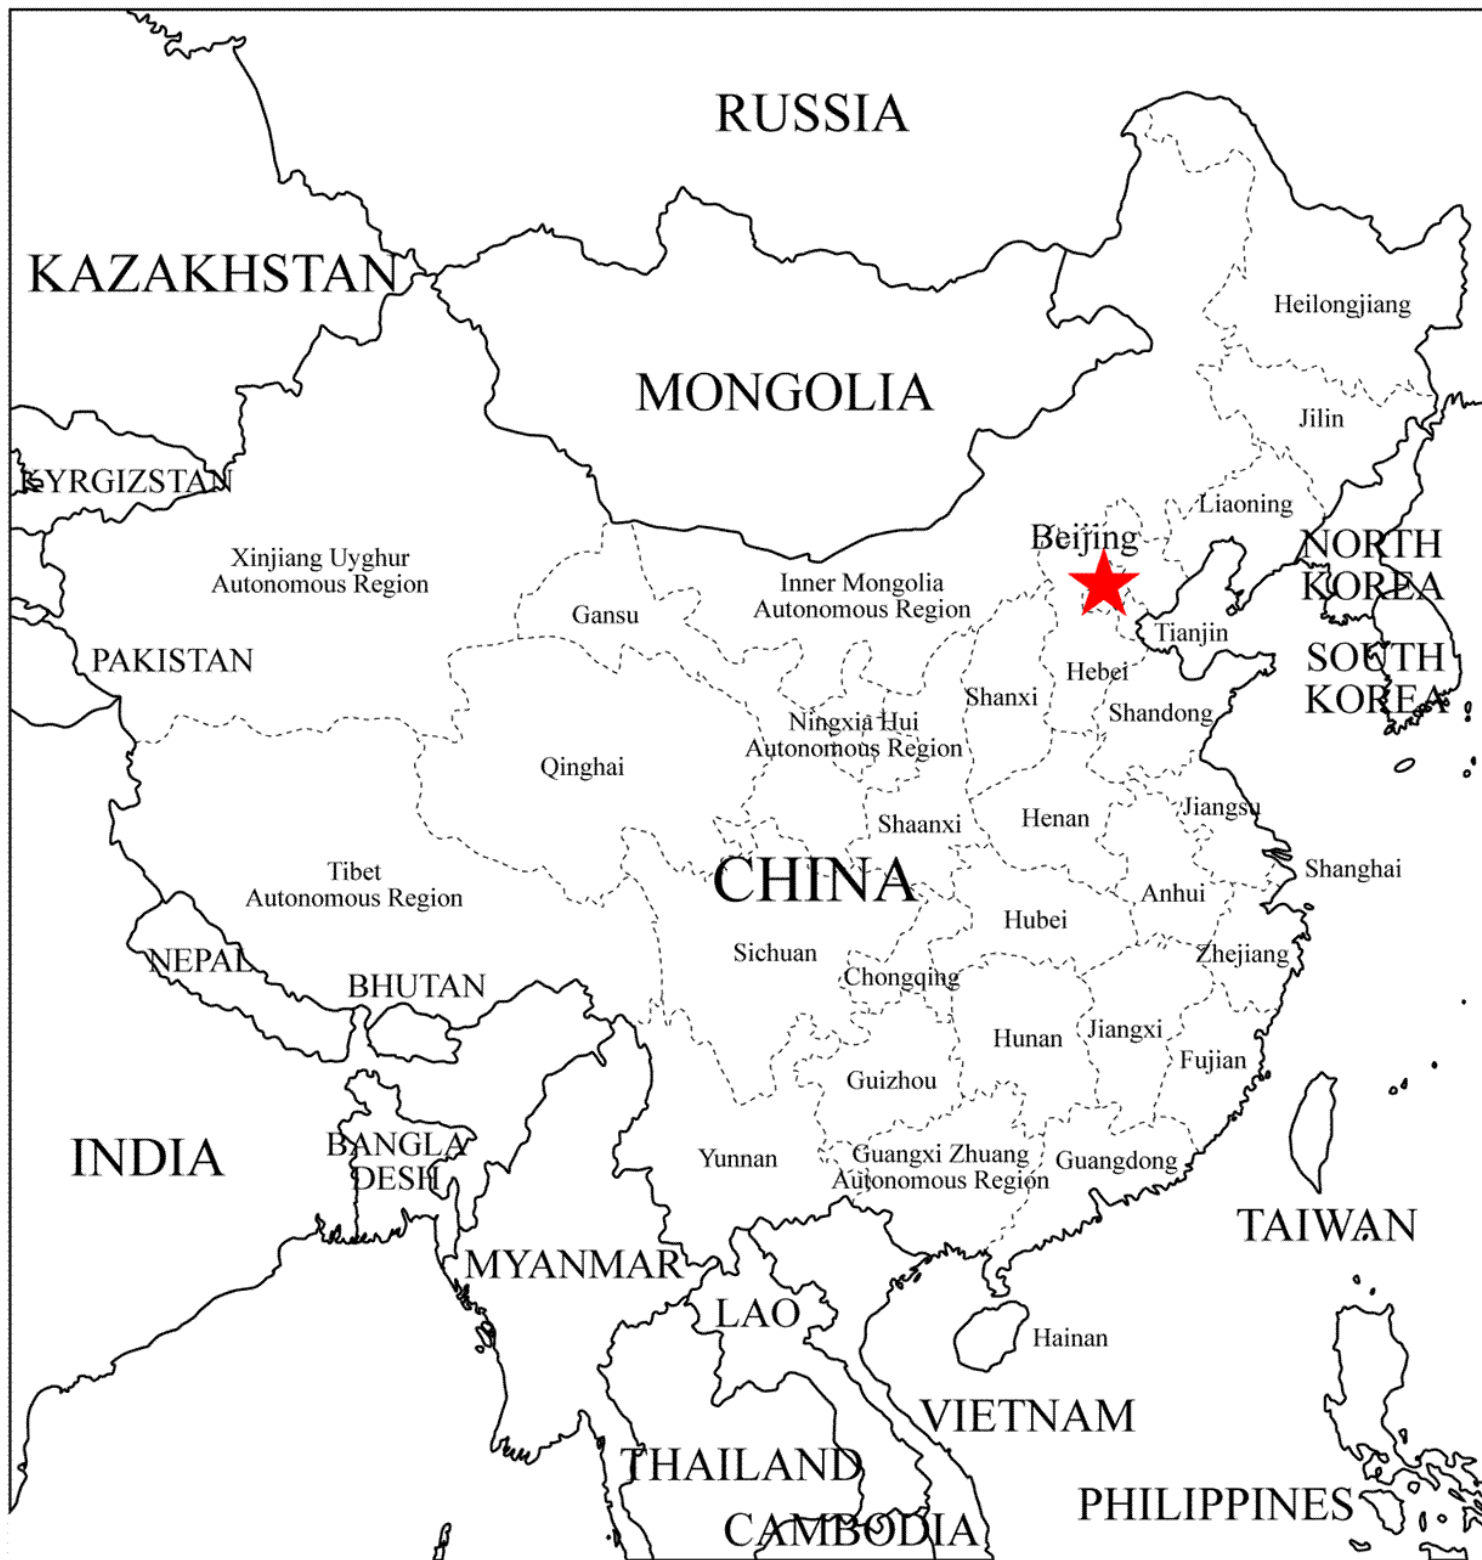 RUSSIA
KAZAKHSTAN
Heilongjiang
MONGOLIA
Jilin
KYRGIZSTAN
Liaoning
Beijing
NORTH
KOREA
Xinjiang Uyghur
Autonomous Region
Inner Mongolia
Autonomous Region
Gansu
Tianjin
PAKISTAN
SOUTH
KOREA
Hebei
Shanxi
Shandong
Ningxia Hui
Autonomous Region
Qinghai
Jiangsu
Henan
Shaanxi
Shanghai
Tibet
Autonomous Region
CHINA
Anhui
Hubei
Sichuan
Zhejiang
NEPAL
Chongqing
BHUTAN
Hunan
Jiangxi
Fujian
Guizhou
BANGLA
DESH
INDIA
Yunnan
Guangxi Zhuang
Autonomous Region
Guangdong
TAIWAN
MYANMAR
LAO
Hainan
VIETNAM
THAILAND
PHILIPPINES
CAMBODIA